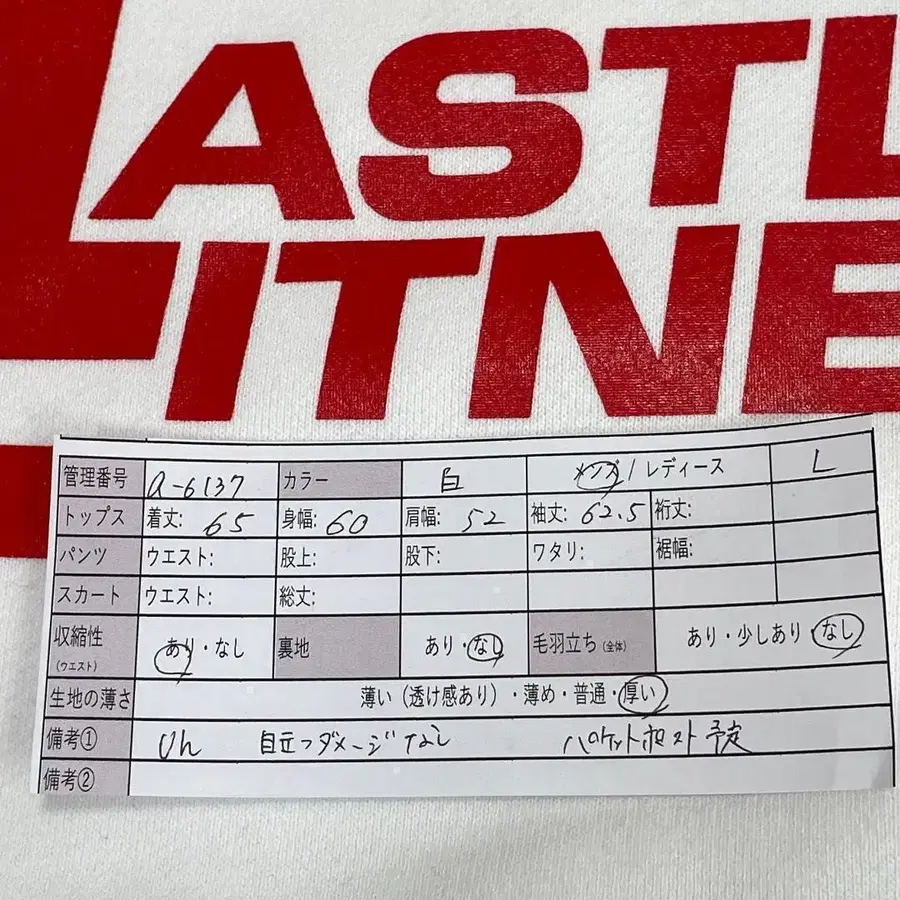 ASTL
ITNE
管理番号 a-6137 カラー 白 メンズ / レディース L
トップス 着丈: 65 身幅: 60 肩幅: 52 袖丈: 62.5 裄丈:
パンツ ウエスト: 股上: 股下: ワタリ: 裾幅:
スカート ウエスト: 総丈:
収縮性 (ウエスト) あり・なし 裏地 あり・なし 毛羽立ち (全体) あり・少しあり・なし
生地の薄さ 薄い (透け感あり)・薄め・普通・厚い
備考① 目立つダメージなし 予定
備考②